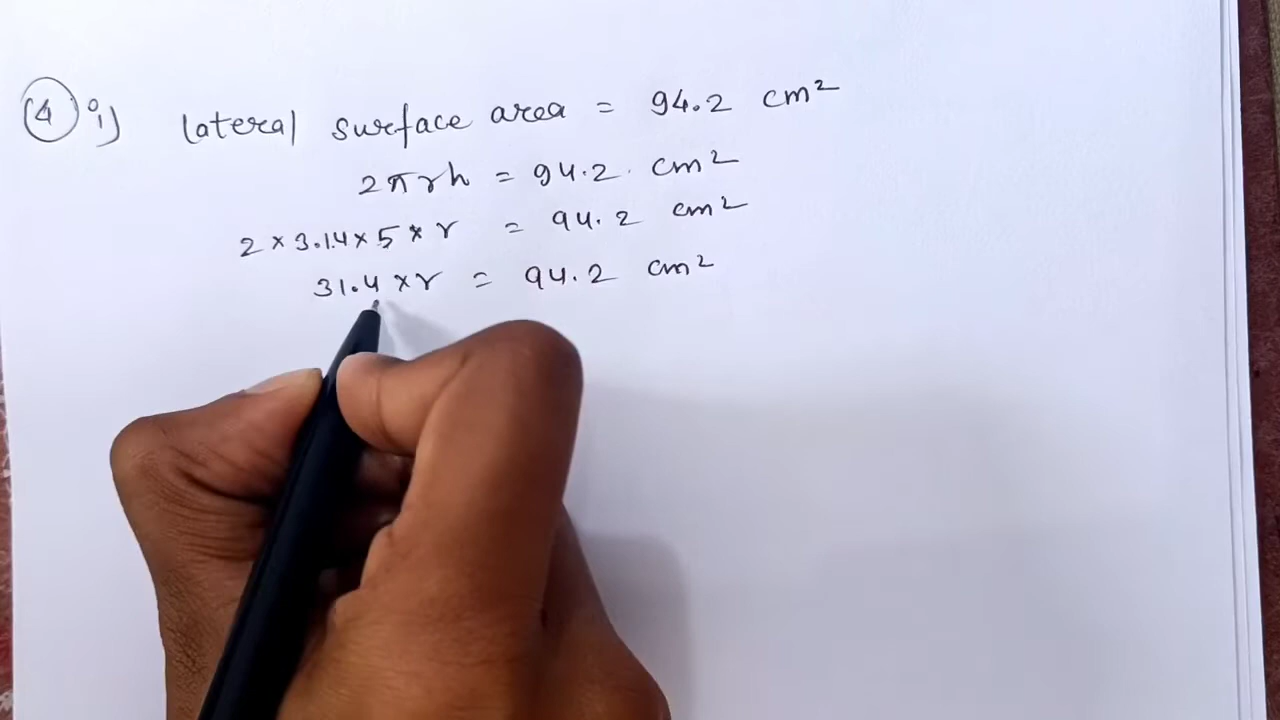 4 i) lateral surface area = 94.2 cm²
2πrh = 94.2 cm²
2 × 3.14 × 5 × r = 94.2 cm²
31.4 × r = 94.2 cm²